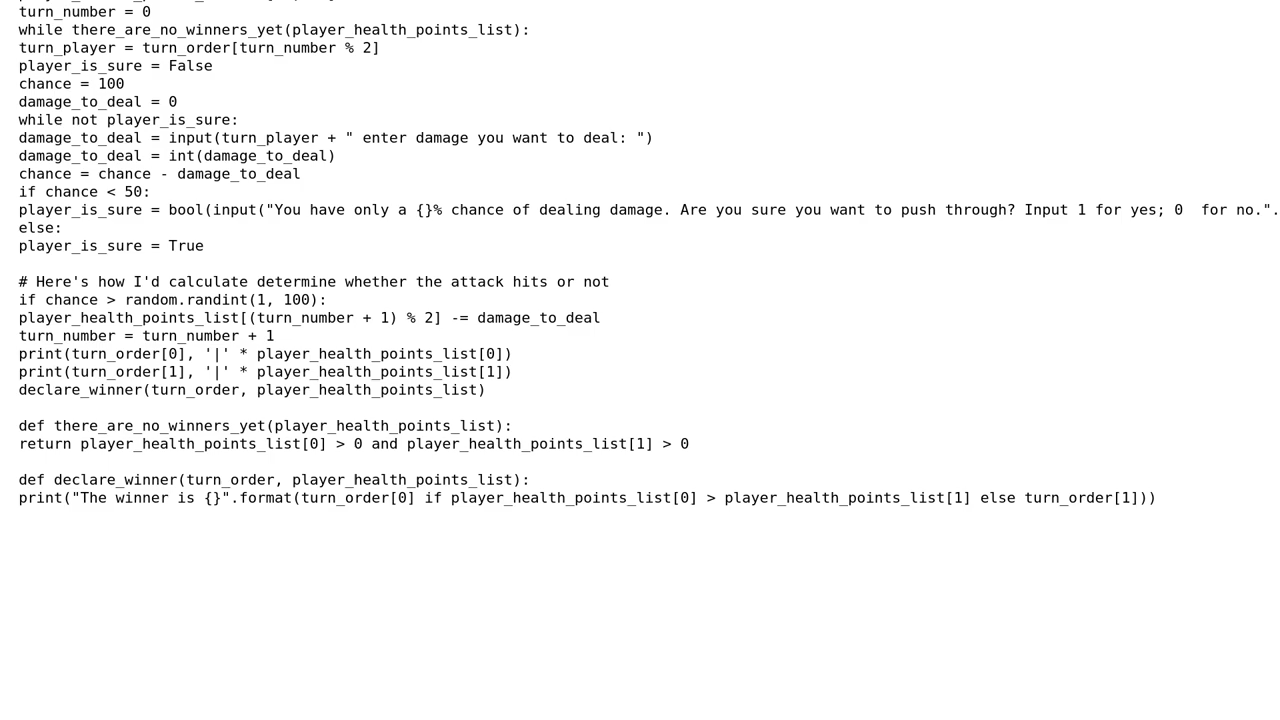 turn_number = 0
while there_are_no_winners_yet(player_health_points_list):
turn_player = turn_order[turn_number % 2]
player_is_sure = False
chance = 100
damage_to_deal = 0
while not player_is_sure:
damage_to_deal = input(turn_player + " enter damage you want to deal: ")
damage_to_deal = int(damage_to_deal)
chance = chance - damage_to_deal
if chance < 50:
player_is_sure = bool(input("You have only a {}% chance of dealing damage. Are you sure you want to push through? Input 1 for yes; 0  for no.".
else:
player_is_sure = True

# Here's how I'd calculate determine whether the attack hits or not
if chance > random.randint(1, 100):
player_health_points_list[(turn_number + 1) % 2] -= damage_to_deal
turn_number = turn_number + 1
print(turn_order[0], '|' * player_health_points_list[0])
print(turn_order[1], '|' * player_health_points_list[1])
declare_winner(turn_order, player_health_points_list)

def there_are_no_winners_yet(player_health_points_list):
return player_health_points_list[0] > 0 and player_health_points_list[1] > 0

def declare_winner(turn_order, player_health_points_list):
print("The winner is {}".format(turn_order[0] if player_health_points_list[0] > player_health_points_list[1] else turn_order[1]))